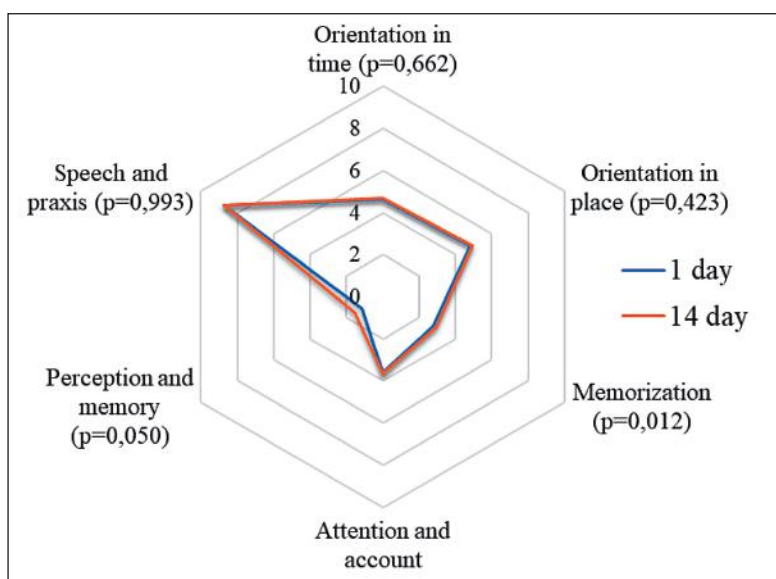 Orientation in
time (p=0,662)
10
8
6
4
2
0
Speech and
praxis (p=0,993)
Orientation in
place (p=0,423)
1 day
14 day
Perception and
memory
(p=0,050)
Memorization
(p=0,012)
Attention and
account